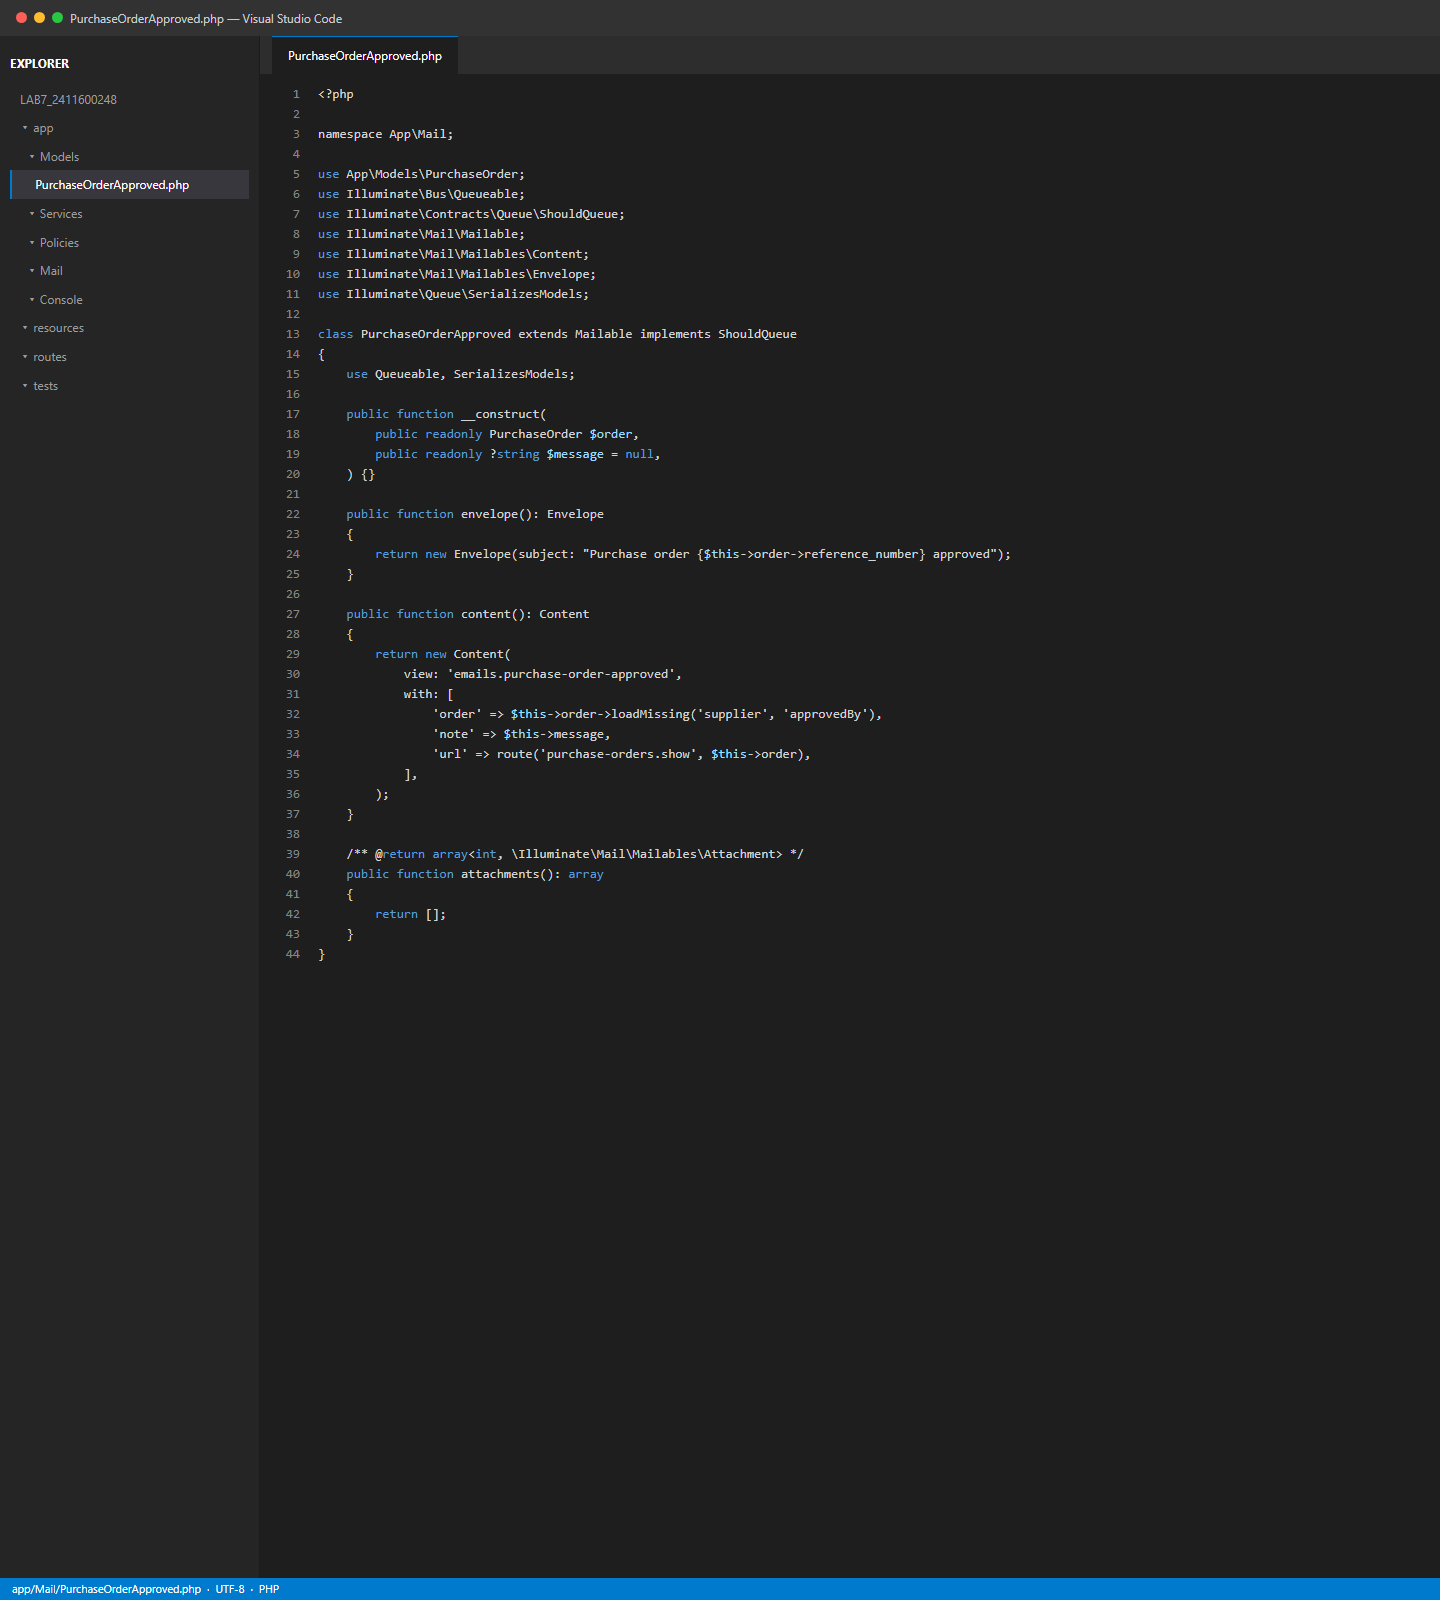 PurchaseOrderApproved.php — Visual Studio Code
EXPLORER
LAB7_2411600248
▾ app
▾ Models
PurchaseOrderApproved.php
▾ Services
▾ Policies
▾ Mail
▾ Console
▾ resources
▾ routes
▾ tests
PurchaseOrderApproved.php
1 <?php
2
3 namespace App\Mail;
4
5 use App\Models\PurchaseOrder;
6 use Illuminate\Bus\Queueable;
7 use Illuminate\Contracts\Queue\ShouldQueue;
8 use Illuminate\Mail\Mailable;
9 use Illuminate\Mail\Mailables\Content;
10 use Illuminate\Mail\Mailables\Envelope;
11 use Illuminate\Queue\SerializesModels;
12
13 class PurchaseOrderApproved extends Mailable implements ShouldQueue
14 {
15     use Queueable, SerializesModels;
16
17     public function __construct(
18         public readonly PurchaseOrder $order,
19         public readonly ?string $message = null,
20     ) {}
21
22     public function envelope(): Envelope
23     {
24         return new Envelope(subject: "Purchase order {$this->order->reference_number} approved");
25     }
26
27     public function content(): Content
28     {
29         return new Content(
30             view: 'emails.purchase-order-approved',
31             with: [
32                 'order' => $this->order->loadMissing('supplier', 'approvedBy'),
33                 'note' => $this->message,
34                 'url' => route('purchase-orders.show', $this->order),
35             ],
36         );
37     }
38
39     /** @return array<int, \Illuminate\Mail\Mailables\Attachment> */
40     public function attachments(): array
41     {
42         return [];
43     }
44 }
app/Mail/PurchaseOrderApproved.php · UTF-8 · PHP